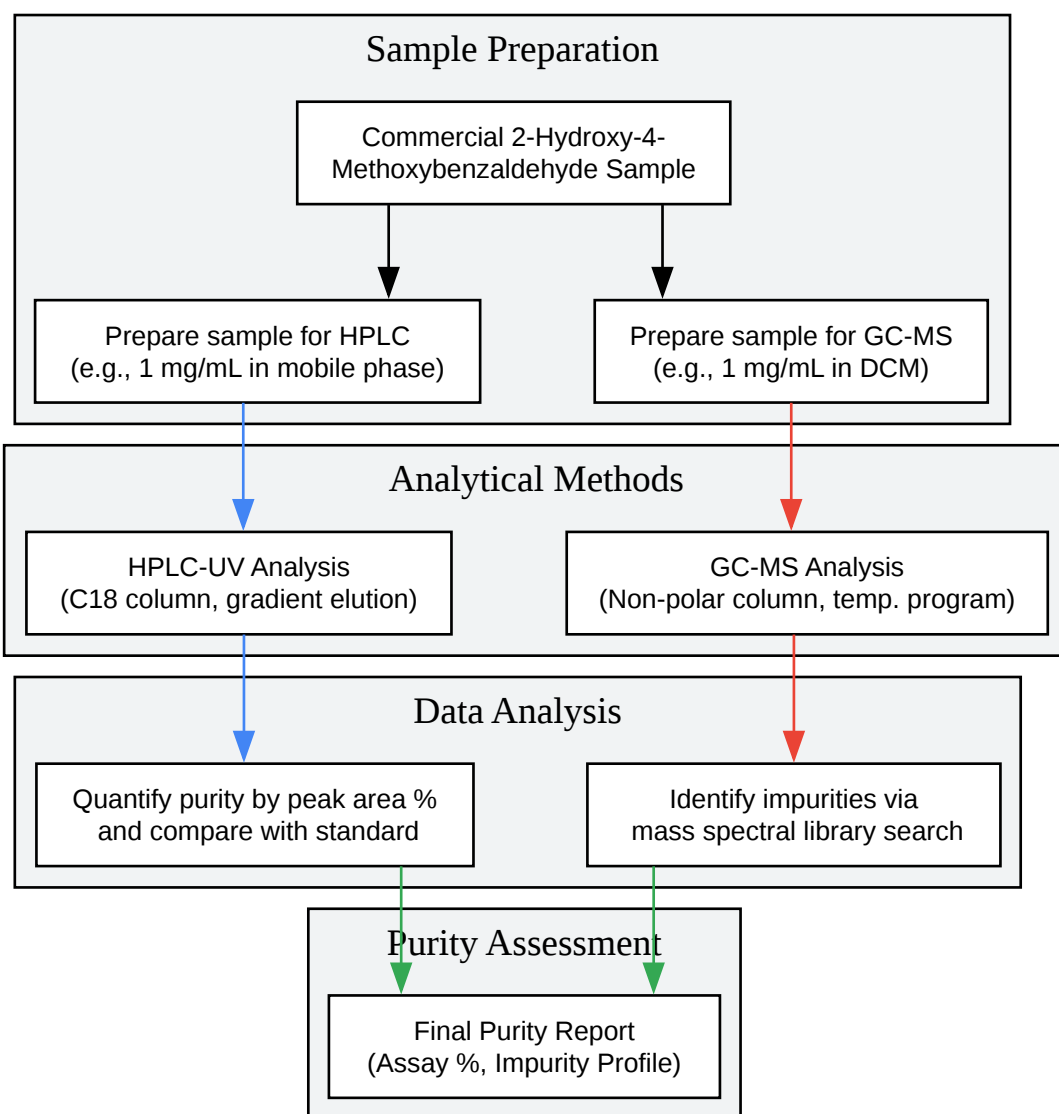 Sample Preparation
Commercial 2-Hydroxy-4-
Methoxybenzaldehyde Sample
Prepare sample for HPLC
(e.g., 1 mg/mL in mobile phase)
Prepare sample for GC-MS
(e.g., 1 mg/mL in DCM)
Analytical Methods
HPLC-UV Analysis
(C18 column, gradient elution)
GC-MS Analysis
(Non-polar column, temp. program)
Data Analysis
Quantify purity by peak area %
and compare with standard
Identify impurities via
mass spectral library search
Purity Assessment
Final Purity Report
(Assay %, Impurity Profile)